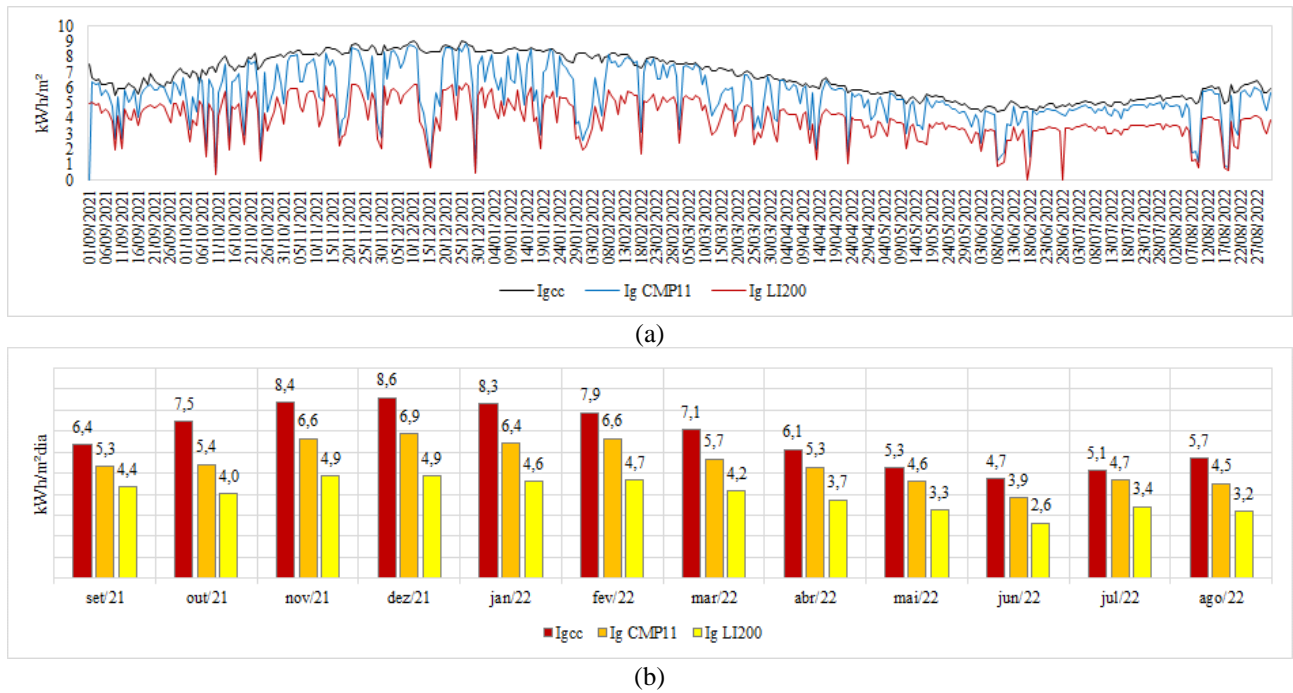 10
9
8
7
6
5
4
3
2
1
0
kWh/m²
01/09/2021 06/09/2021 11/09/2021 16/09/2021 21/09/2021 26/09/2021 01/10/2021 06/10/2021 11/10/2021 16/10/2021 21/10/2021 26/10/2021 31/10/2021 05/11/2021 10/11/2021 15/11/2021 20/11/2021 25/11/2021 30/11/2021 05/12/2021 10/12/2021 15/12/2021 20/12/2021 25/12/2021 30/12/2021 04/01/2022 09/01/2022 14/01/2022 19/01/2022 24/01/2022 29/01/2022 03/02/2022 08/02/2022 13/02/2022 18/02/2022 23/02/2022 28/02/2022 05/03/2022 10/03/2022 15/03/2022 20/03/2022 25/03/2022 30/03/2022 04/04/2022 09/04/2022 14/04/2022 19/04/2022 24/04/2022 29/04/2022 04/05/2022 09/05/2022 14/05/2022 19/05/2022 24/05/2022 29/05/2022 03/06/2022 08/06/2022 13/06/2022 18/06/2022 23/06/2022 28/06/2022 03/07/2022 08/07/2022 13/07/2022 18/07/2022 23/07/2022 28/07/2022 02/08/2022 07/08/2022 12/08/2022 17/08/2022 22/08/2022 27/08/2022
Igcc Ig CMP11 Ig LI200
(a)
kWh/m²dia
6,4 5,3 4,4 7,5 5,4 4,0 8,4 6,6 4,9 8,6 6,9 4,9 8,3 6,4 4,6 7,9 6,6 4,7 7,1 5,7 4,2 6,1 5,3 3,7 5,3 4,6 3,3 4,7 3,9 2,6 5,1 4,7 3,4 5,7 4,5 3,2
set/21 out/21 nov/21 dez/21 jan/22 fev/22 mar/22 abr/22 mai/22 jun/22 jul/22 ago/22
Igcc Ig CMP11 Ig LI200
(b)